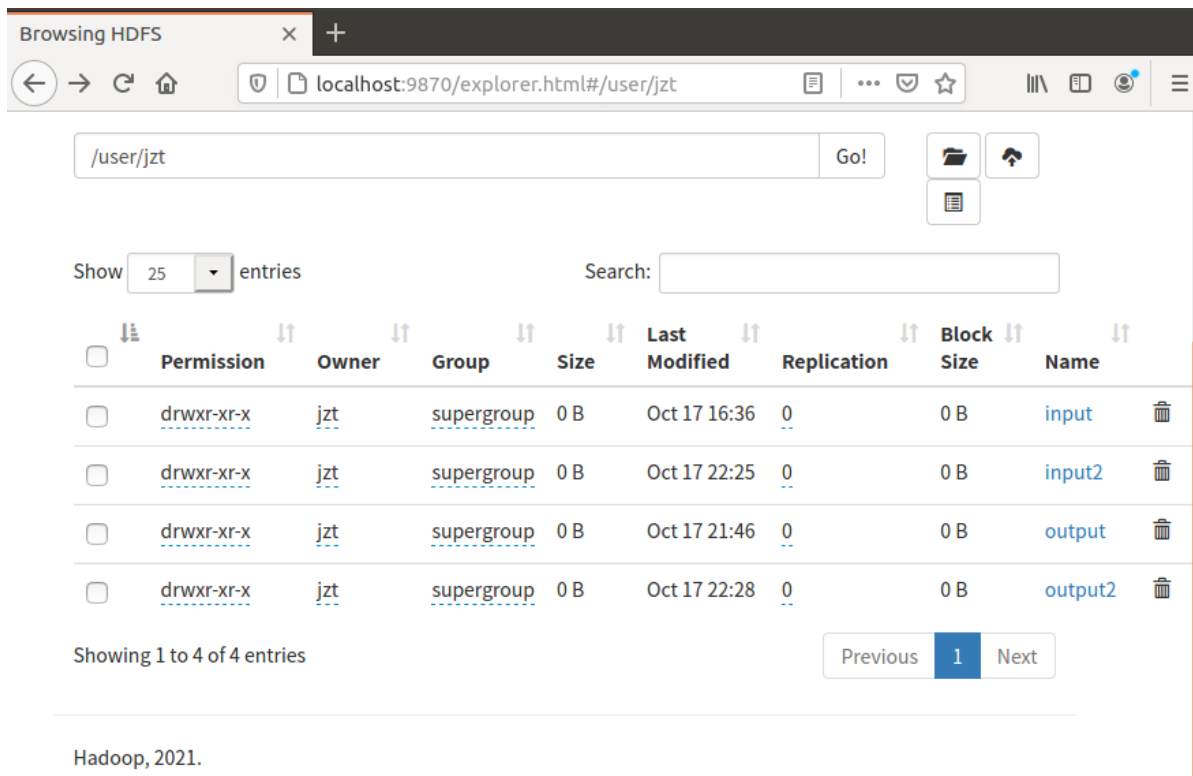 Browsing HDFS
localhost:9870/explorer.html#/user/jzt
/user/jzt Go!
Show 25 entries Search:
Permission Owner Group Size Last Modified Replication Block Size Name
drwxr-xr-x jzt supergroup 0 B Oct 17 16:36 0 0 B input
drwxr-xr-x jzt supergroup 0 B Oct 17 22:25 0 0 B input2
drwxr-xr-x jzt supergroup 0 B Oct 17 21:46 0 0 B output
drwxr-xr-x jzt supergroup 0 B Oct 17 22:28 0 0 B output2
Showing 1 to 4 of 4 entries Previous 1 Next
Hadoop, 2021.